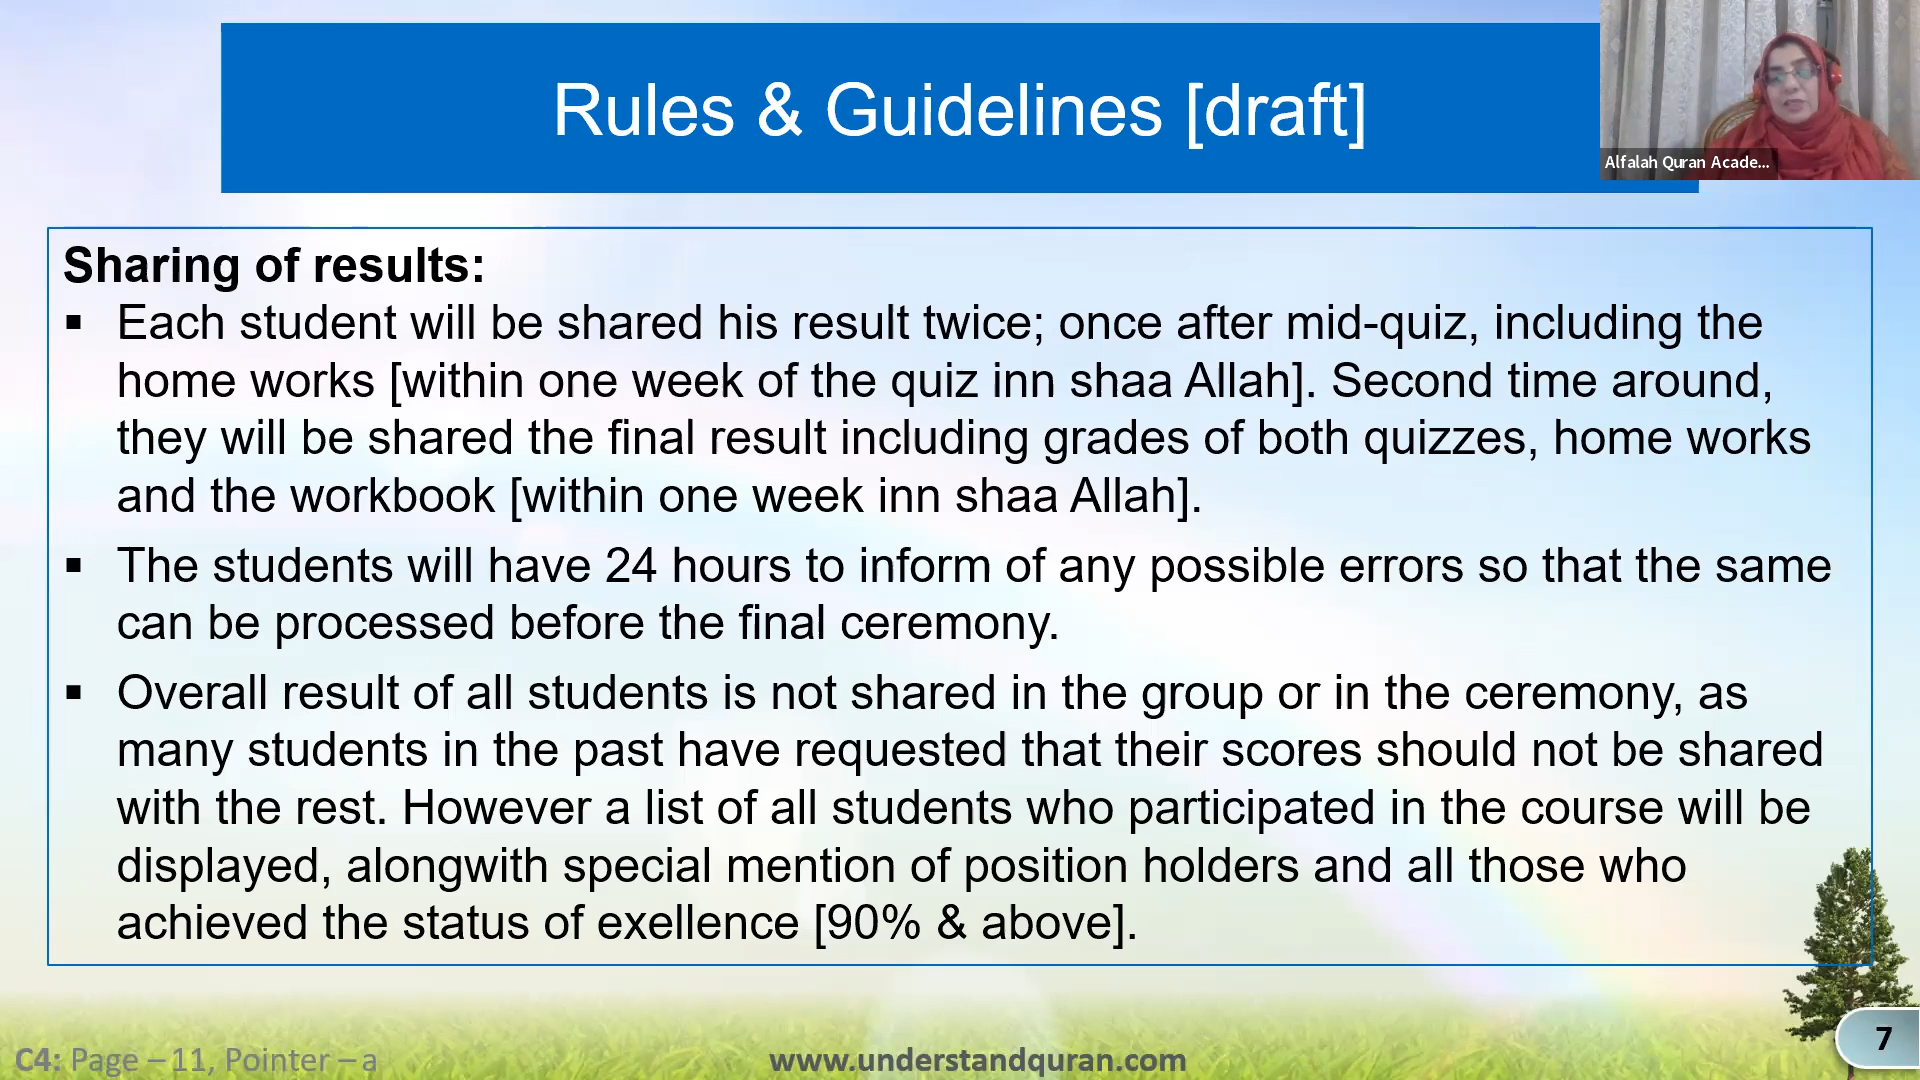 Rules & Guidelines [draft]
Alfalah Quran Acade...
Sharing of results:
▪ Each student will be shared his result twice; once after mid-quiz, including the
home works [within one week of the quiz inn shaa Allah]. Second time around,
they will be shared the final result including grades of both quizzes, home works
and the workbook [within one week inn shaa Allah].
▪ The students will have 24 hours to inform of any possible errors so that the same
can be processed before the final ceremony.
▪ Overall result of all students is not shared in the group or in the ceremony, as
many students in the past have requested that their scores should not be shared
with the rest. However a list of all students who participated in the course will be
displayed, alongwith special mention of position holders and all those who
achieved the status of exellence [90% & above].
7
C4: Page – 11, Pointer – a
www.understandquran.com